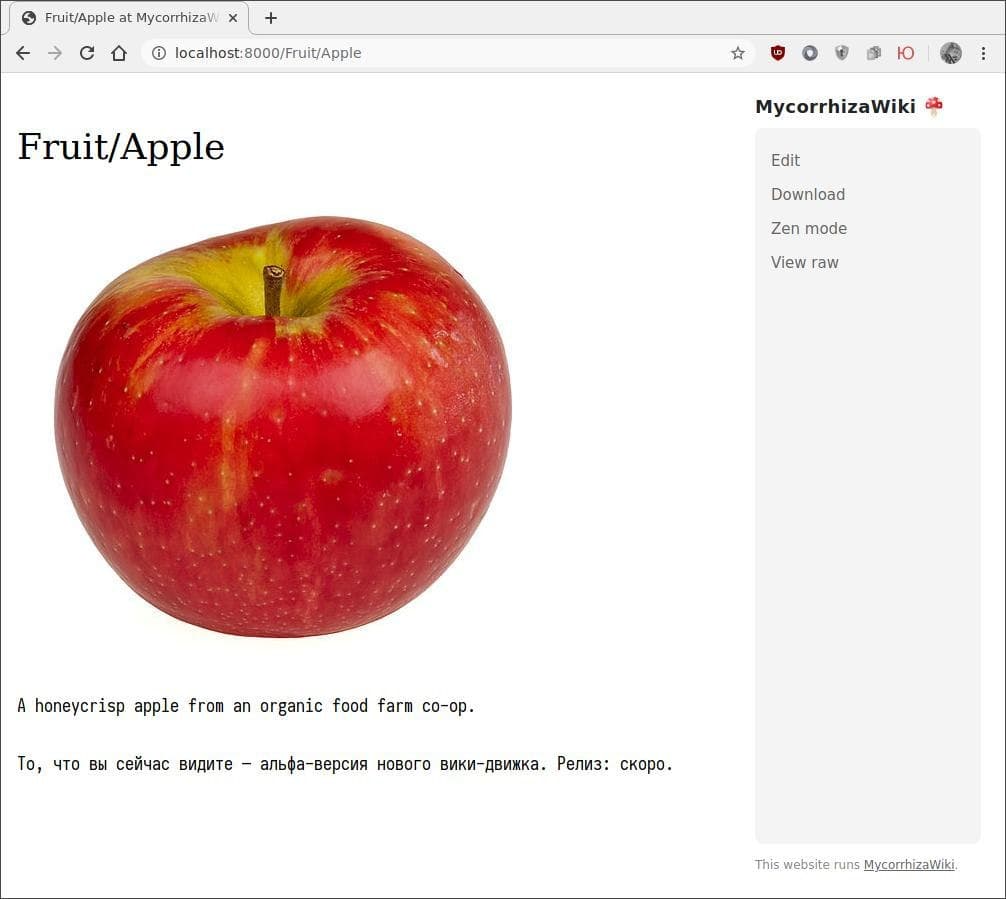 Fruit/Apple at MycorrhizaW
localhost:8000/Fruit/Apple
Ю
MycorrhizaWiki 🍄
Fruit/Apple
Edit
Download
Zen mode
View raw
A honeycrisp apple from an organic food farm co-op.
То, что вы сейчас видите — альфа-версия нового вики-движка. Релиз: скоро.
This website runs MycorrhizaWiki.